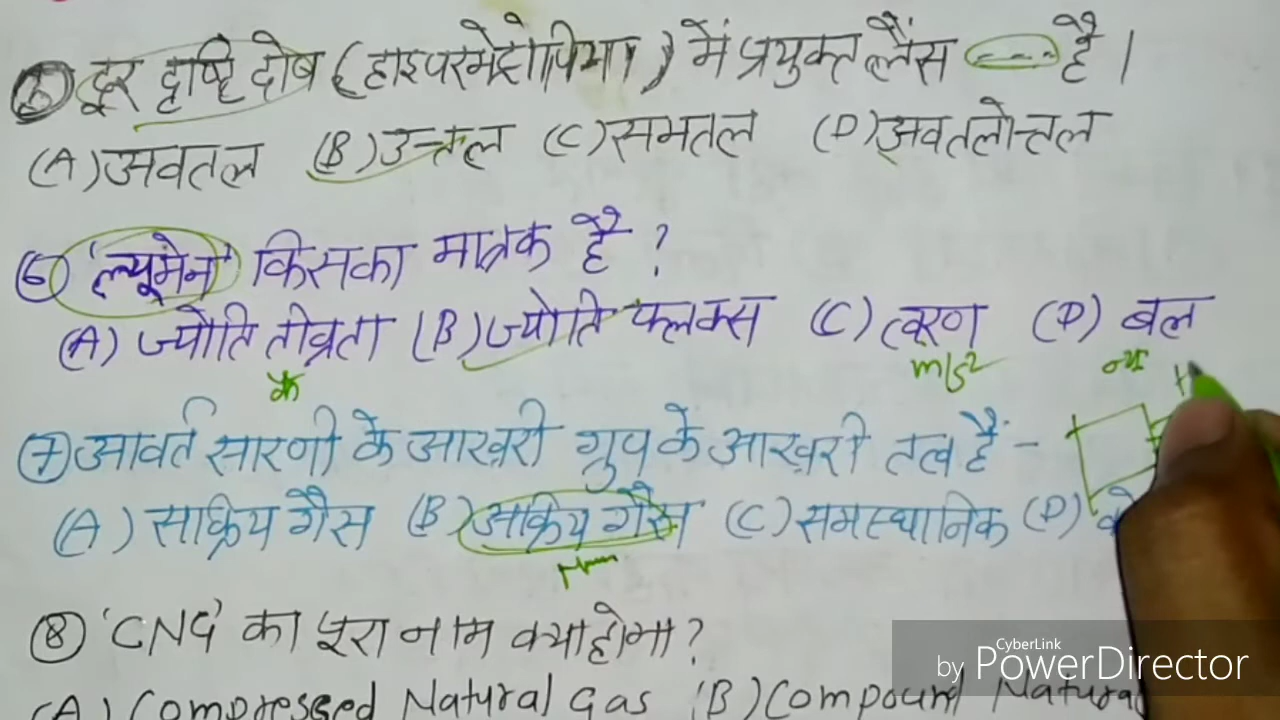 ⑤ दूर दृष्टि दोष (हाइपरमेट्रोपिया) में प्रयुक्त लैंस ---- है।
(A) अवतल (B) उत्तल (C) समतल (D) अवतलोत्तल
⑥ 'ल्यूमेन' किसका मात्रक है ?
(A) ज्योति तीव्रता (B) ज्योति फ्लक्स (C) त्वरण (D) बल
m/s²
⑦ आवर्त सारणी के आखरी ग्रुप के आखरी तत्व हैं -
(A) सक्रिय गैस (B) अक्रिय गैस (C) समस्थानिक (D)
⑧ 'CNG' का पूरा नाम क्या होगा ?
(A) Compressed Natural Gas (B) Compound Natural
CyberLink
by PowerDirector